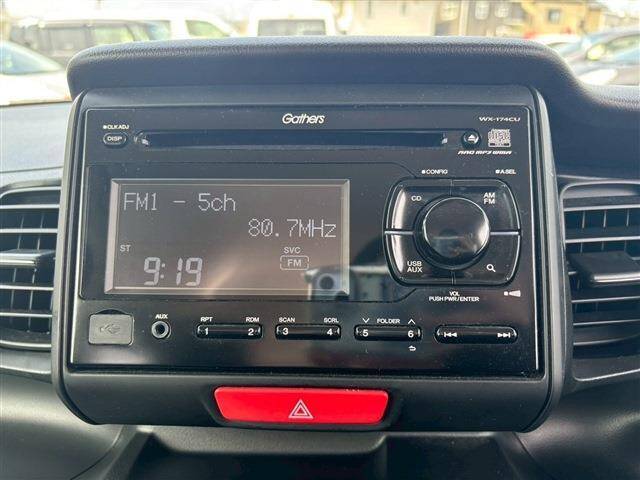 Gathers
WX-174CU
CLK ADJ
DISP
AAC MP3 WMA
FM1 - 5ch
80.7MHz
ST
SVC
FM
9:19
CONFIG
A.SEL
CD
AM
FM
USB
AUX
VOL
PUSH PWR/ENTER
AUX
RPT
RDM
SCAN
SCRL
FOLDER
1
2
3
4
5
6